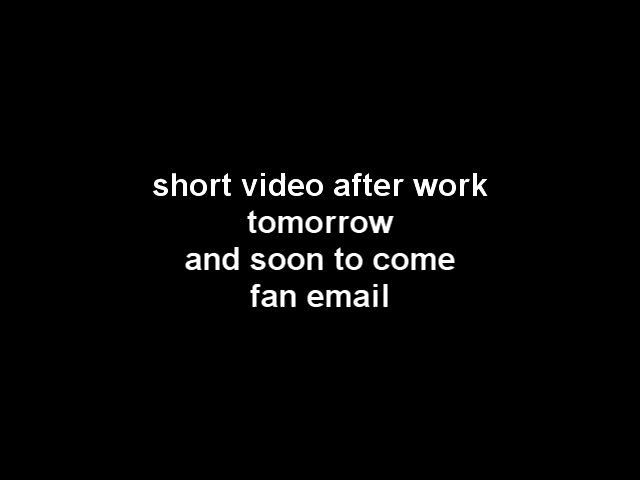 short video after work
tomorrow
and soon to come
fan email